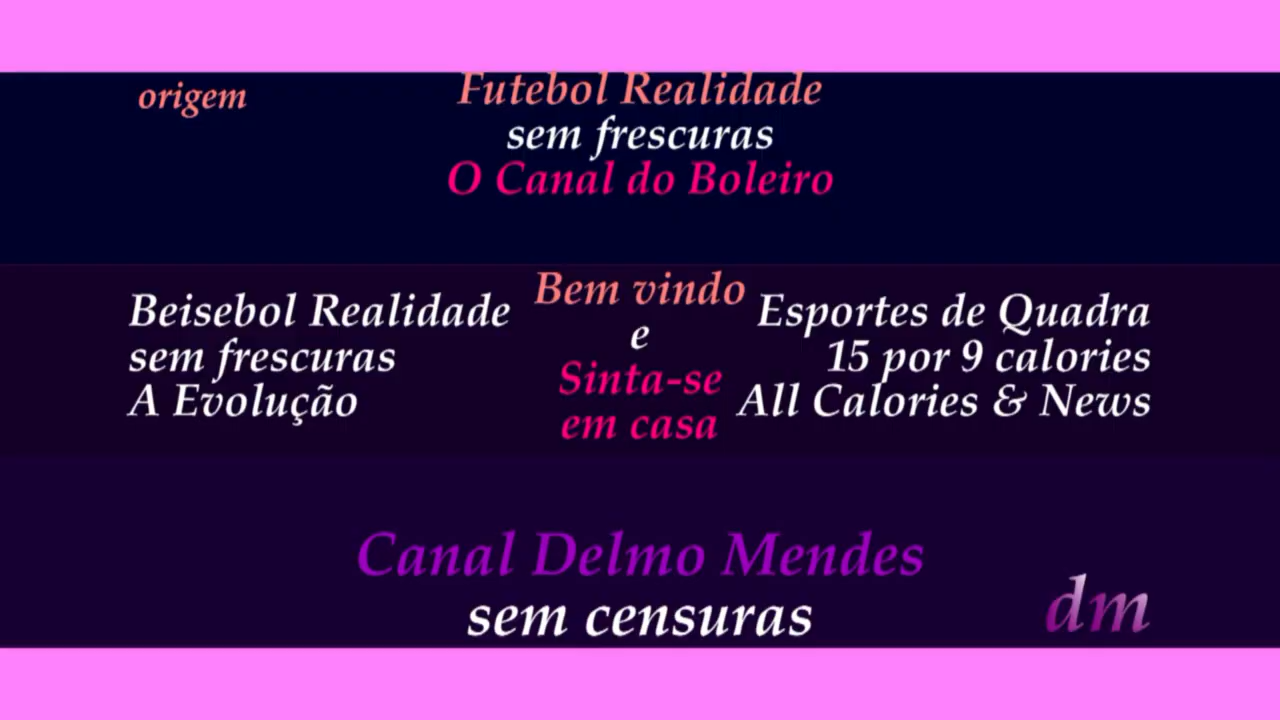 origem
Futebol Realidade
sem frescuras
O Canal do Boleiro
Beisebol Realidade
sem frescuras
A Evolução
Bem vindo
e
Sinta-se
em casa
Esportes de Quadra
15 por 9 calories
All Calories & News
Canal Delmo Mendes
sem censuras
dm